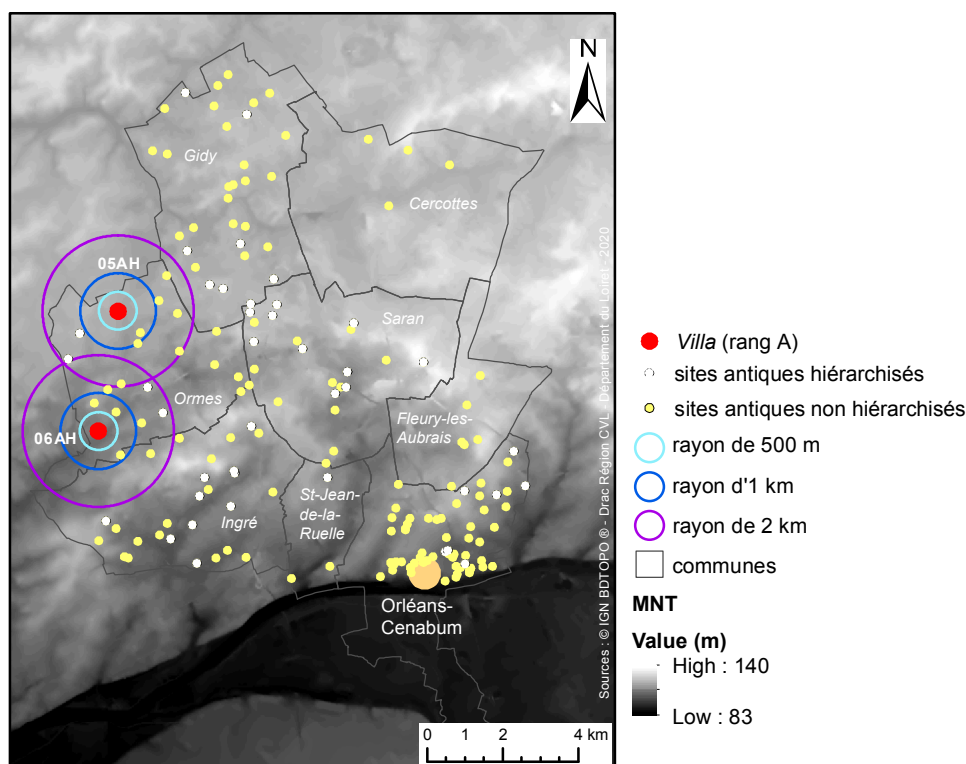 N
Gidy
Cercottes
05AH
Saran
Ormes
Fleury-les-
Aubrais
06AH
St-Jean-
de-la-
Ruelle
Ingré
Orléans-
Cenabum
0 1 2 4 km
Sources : © IGN BDTOPO ® - Drac Région CVL, Département du Loiret - 2020
Villa (rang A)
sites antiques hiérarchisés
sites antiques non hiérarchisés
rayon de 500 m
rayon d'1 km
rayon de 2 km
communes
MNT
Value (m)
High : 140
Low : 83